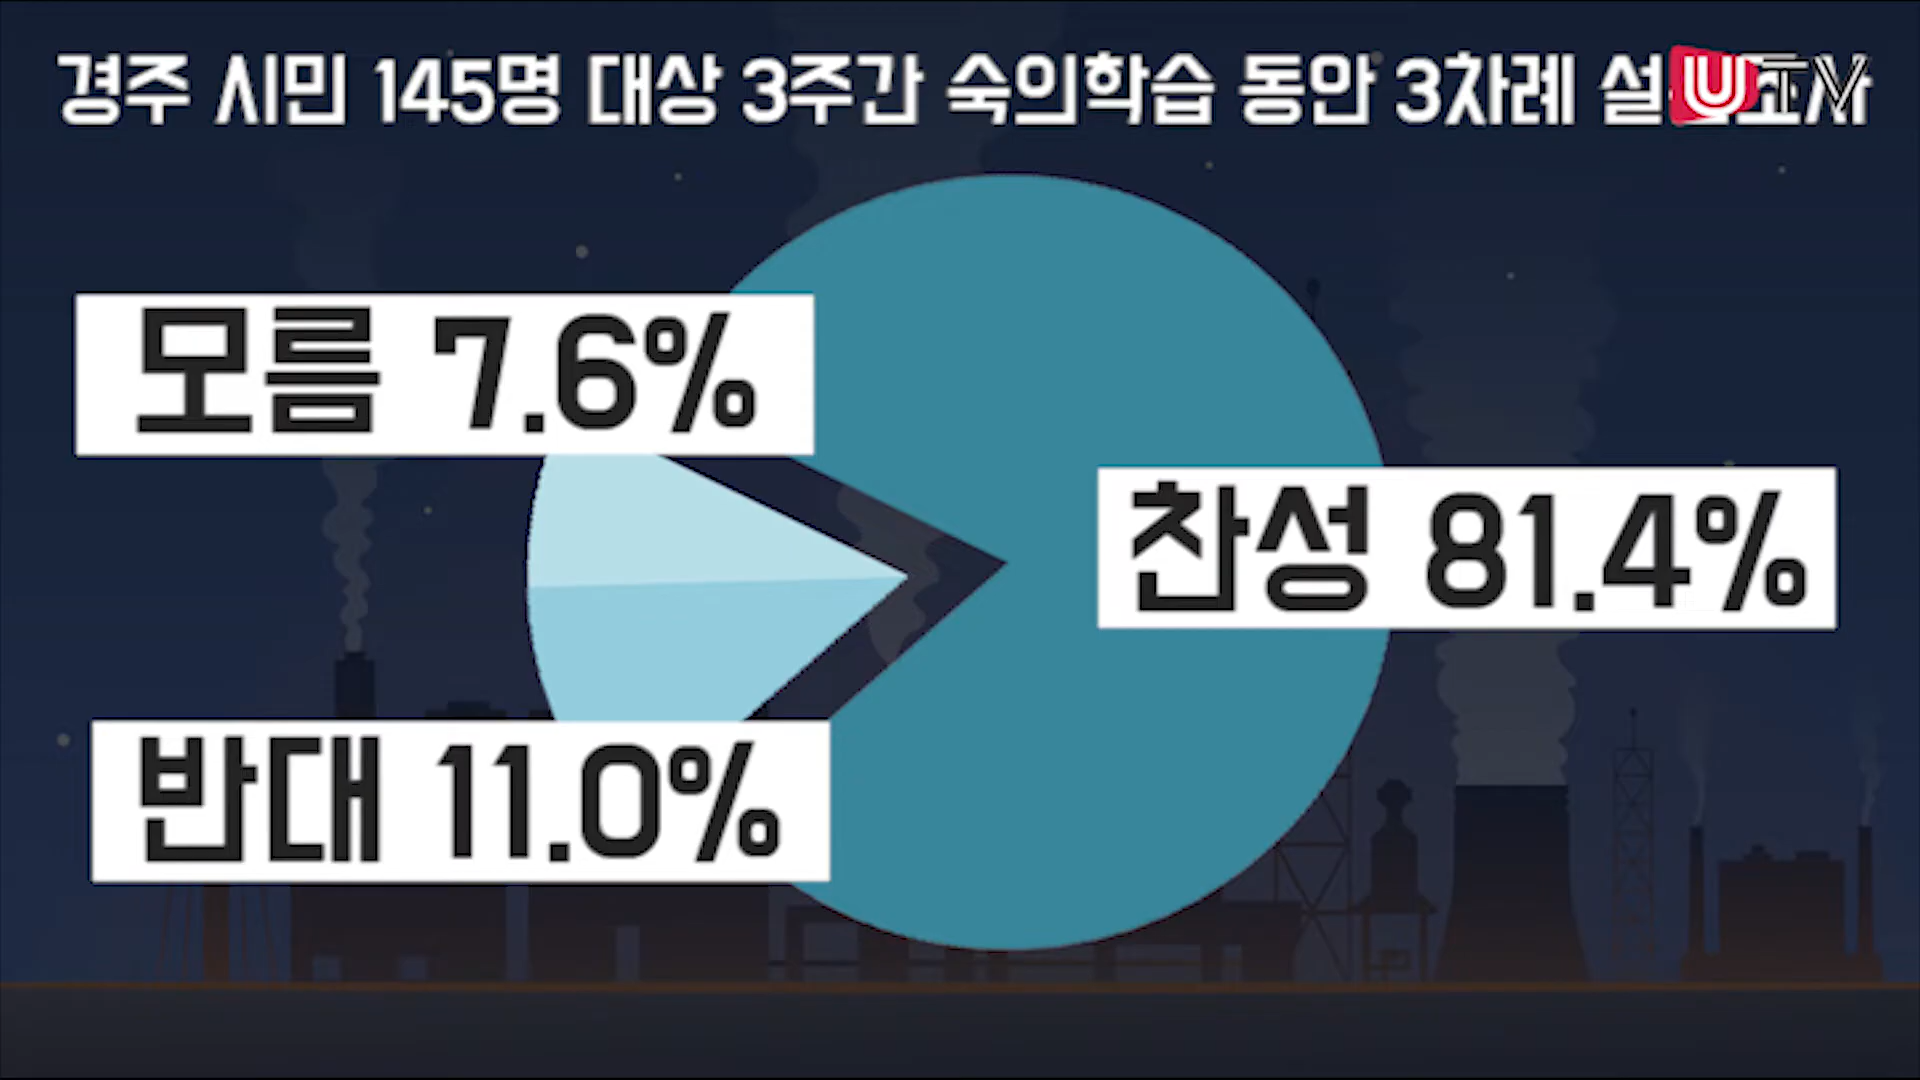 경주 시민 145명 대상 3주간 숙의학습 동안 3차례
UTV
모름 7.6%
찬성 81.4%
반대 11.0%